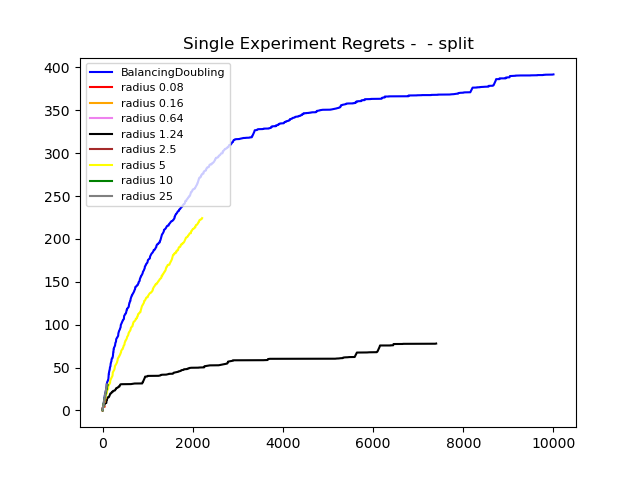 Single Experiment Regrets -  - split
400
350
300
250
200
150
100
50
0
BalancingDoubling
radius 0.08
radius 0.16
radius 0.64
radius 1.24
radius 2.5
radius 5
radius 10
radius 25
0 2000 4000 6000 8000 10000